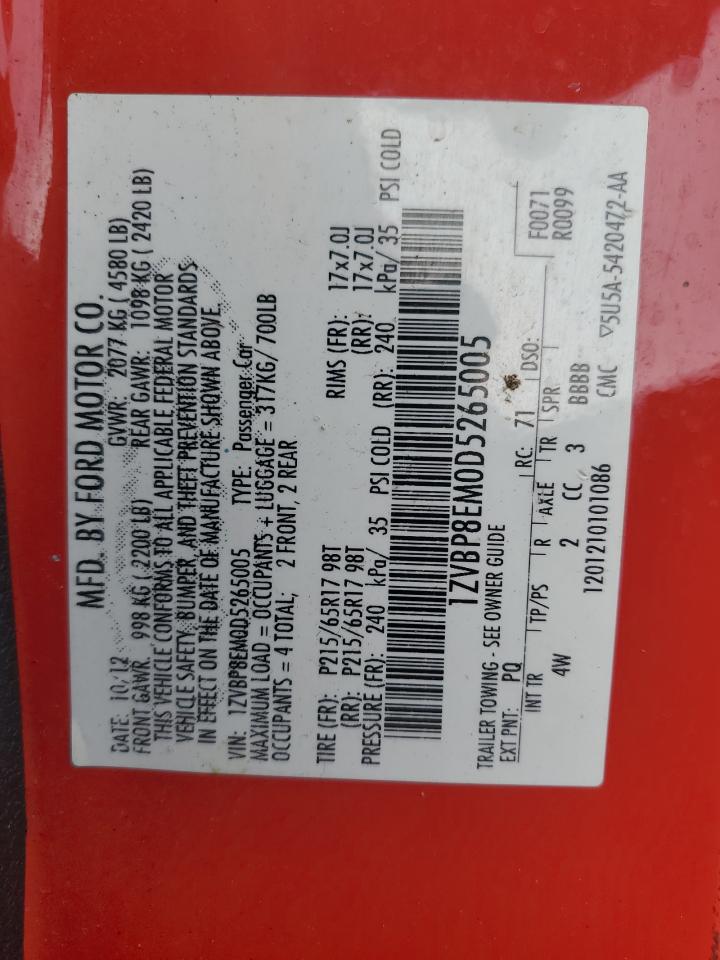 MFD. BY FORD MOTOR CO.
DATE: 10/12 GVWR: 2077 KG ( 4580 LB)
FRONT GAWR: 998 KG ( 2200 LB) REAR GAWR: 1098 KG ( 2420 LB)
THIS VEHICLE CONFORMS TO ALL APPLICABLE FEDERAL MOTOR
VEHICLE SAFETY, BUMPER, AND THEFT PREVENTION STANDARDS
IN EFFECT ON THE DATE OF MANUFACTURE SHOWN ABOVE.
VIN: 1ZVBP8EM0D5265005 TYPE: Passenger Car
MAXIMUM LOAD = OCCUPANTS + LUGGAGE = 317KG/ 700LB
OCCUPANTS = 4 TOTAL; 2 FRONT, 2 REAR
TIRE (FR): P215/65R17 98T RIMS (FR): 17x7.0J
(RR): P215/65R17 98T (RR): 17x7.0J
PRESSURE (FR): 240 kPa/ 35 PSI COLD (RR): 240 kPa/ 35 PSI COLD
1ZVBP8EM0D5265005
TRAILER TOWING - SEE OWNER GUIDE
EXT PNT: PQ RC: 71 DSO: F0071
R0099
INT TR TP/PS R AXLE TR SPR
4W 2 CC 3 BBBB
1201210101086 CMC ▽5U5A-5420472-AA